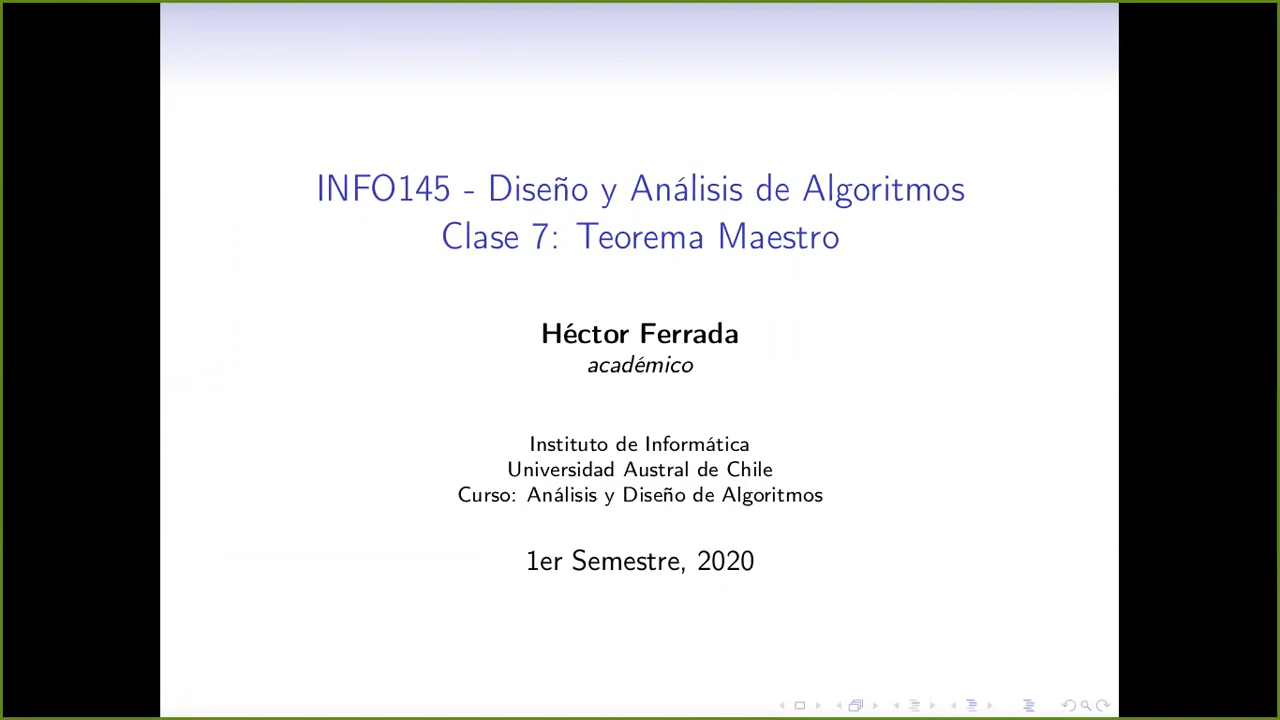 INFO145 - Diseño y Análisis de Algoritmos
Clase 7: Teorema Maestro
Héctor Ferrada
académico
Instituto de Informática
Universidad Austral de Chile
Curso: Análisis y Diseño de Algoritmos
1er Semestre, 2020